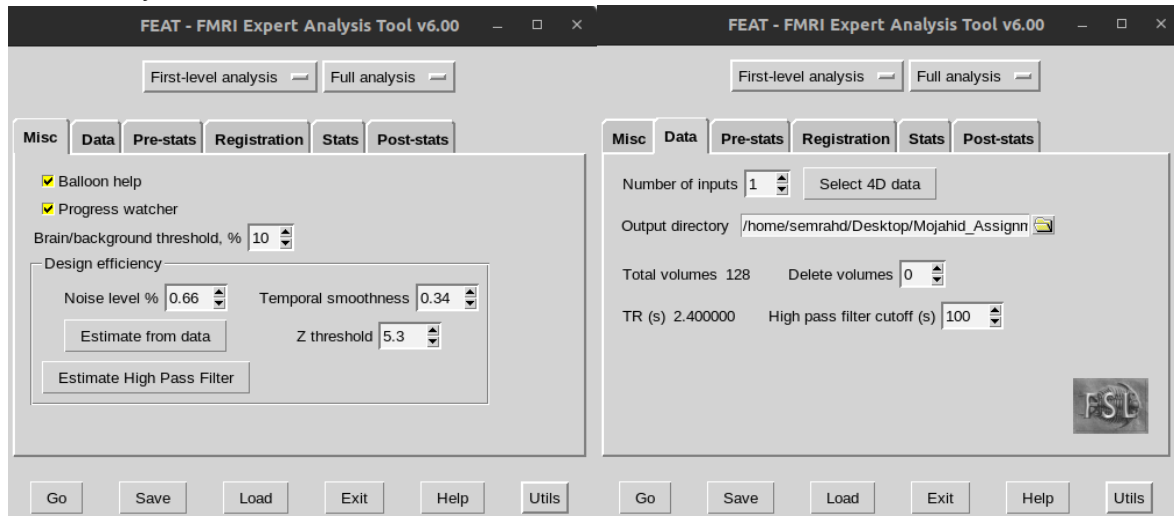 FEAT - FMRI Expert Analysis Tool v6.00
First-level analysis Full analysis
Misc Data Pre-stats Registration Stats Post-stats
Balloon help
Progress watcher
Brain/background threshold, % 10
Design efficiency
Noise level % 0.66 Temporal smoothness 0.34
Estimate from data Z threshold 5.3
Estimate High Pass Filter
Go Save Load Exit Help Utils
FEAT - FMRI Expert Analysis Tool v6.00
First-level analysis Full analysis
Misc Data Pre-stats Registration Stats Post-stats
Number of inputs 1 Select 4D data
Output directory /home/semrahd/Desktop/Mojahid_Assignn
Total volumes 128 Delete volumes 0
TR (s) 2.400000 High pass filter cutoff (s) 100
FSL
Go Save Load Exit Help Utils